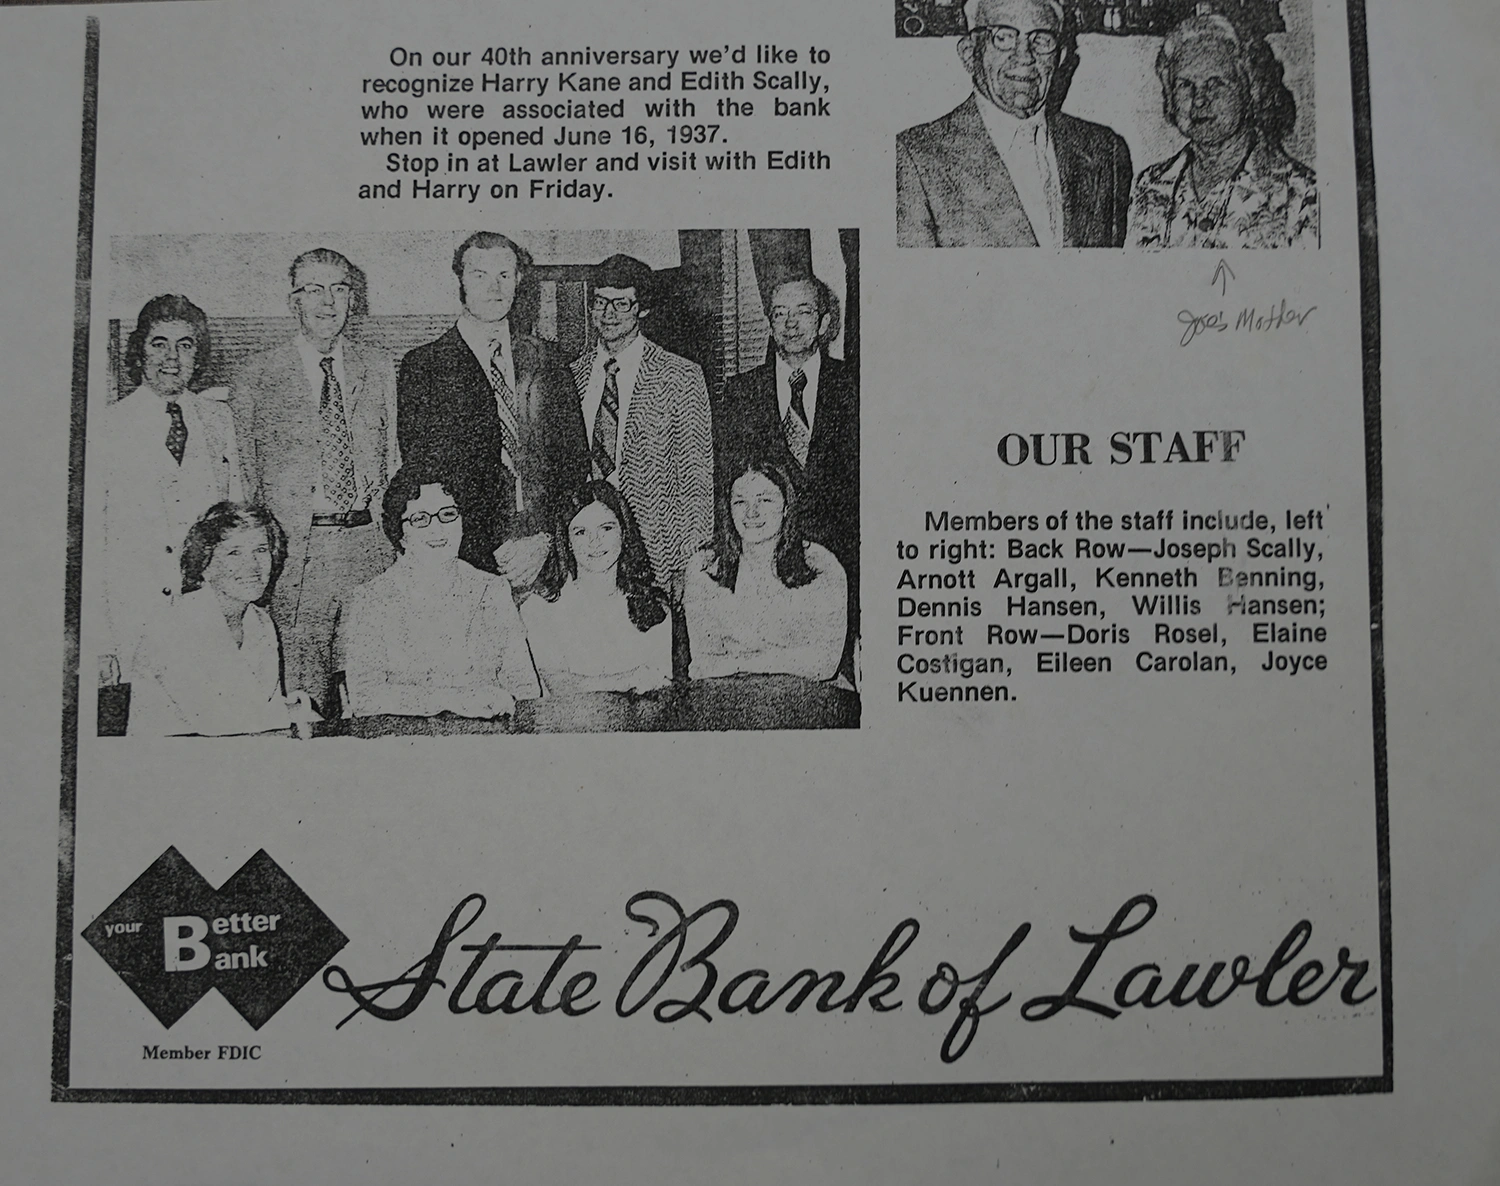 On our 40th anniversary we'd like to
recognize Harry Kane and Edith Scally,
who were associated with the bank
when it opened June 16, 1937.
Stop in at Lawler and visit with Edith
and Harry on Friday.
Joe's Mother
OUR STAFF
Members of the staff include, left
to right: Back Row—Joseph Scally,
Arnott Argall, Kenneth Benning,
Dennis Hansen, Willis Hansen;
Front Row—Doris Rosel, Elaine
Costigan, Eileen Carolan, Joyce
Kuennen.
your Better
Bank
State Bank of Lawler
Member FDIC